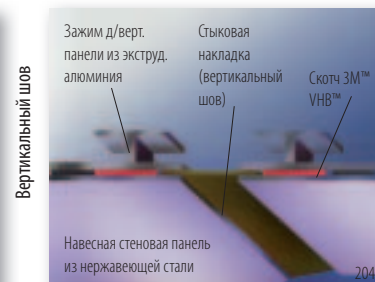 Вертикальный шов
Зажим д/верт.
панели из экструд.
алюминия
Стыковая
накладка
(вертикальный
шов)
Скотч 3M™
VHB™
Навесная стеновая панель
из нержавеющей стали
204